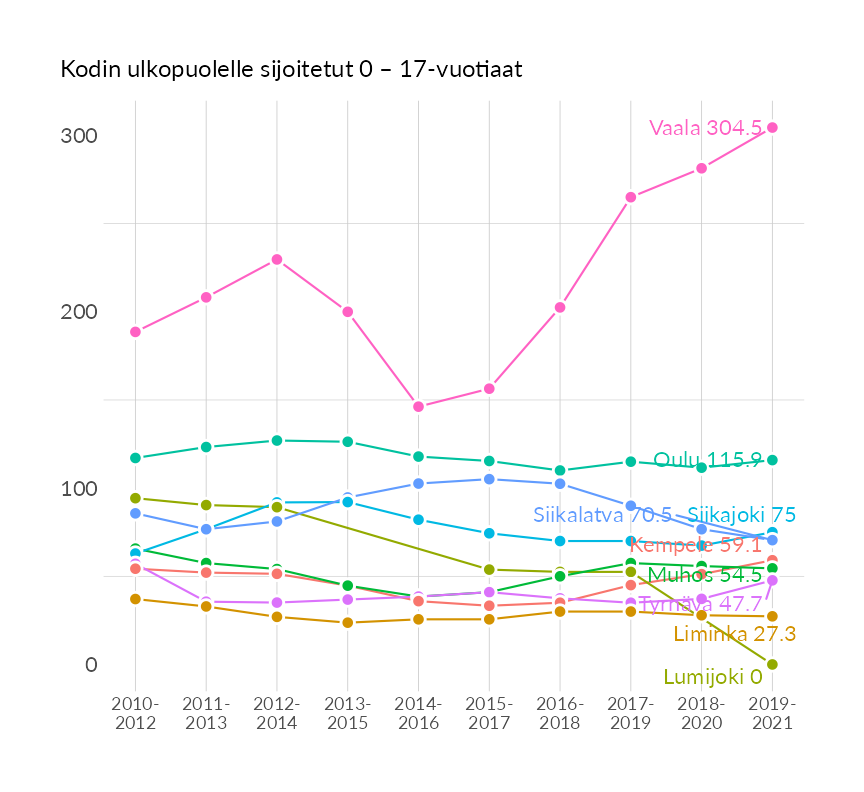 Kodin ulkopuolelle sijoitetut 0 – 17-vuotiaat
300
200
100
0
Vaala 304.5
Oulu 115.9
Siikalatva 70.5
Siikajoki 75
Kempele 59.1
Muhos 54.5
Tyrnävä 47.7
Liminka 27.3
Lumijoki 0
2010-
2012
2011-
2013
2012-
2014
2013-
2015
2014-
2016
2015-
2017
2016-
2018
2017-
2019
2018-
2020
2019-
2021